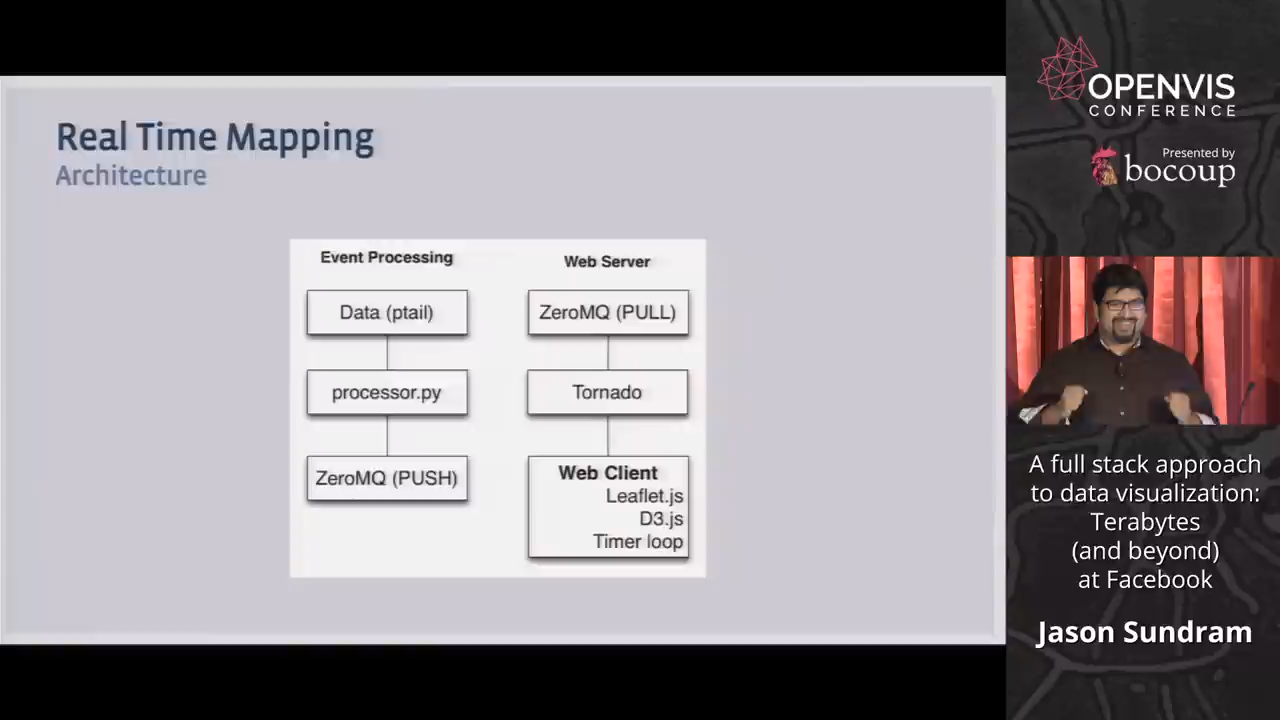 Real Time Mapping
Architecture
Event Processing
Data (ptail)
processor.py
ZeroMQ (PUSH)
Web Server
ZeroMQ (PULL)
Tornado
Web Client
Leaflet.js
D3.js
Timer loop
OPENVIS
CONFERENCE
Presented by
bocoup
A full stack approach
to data visualization:
Terabytes
(and beyond)
at Facebook
Jason Sundram